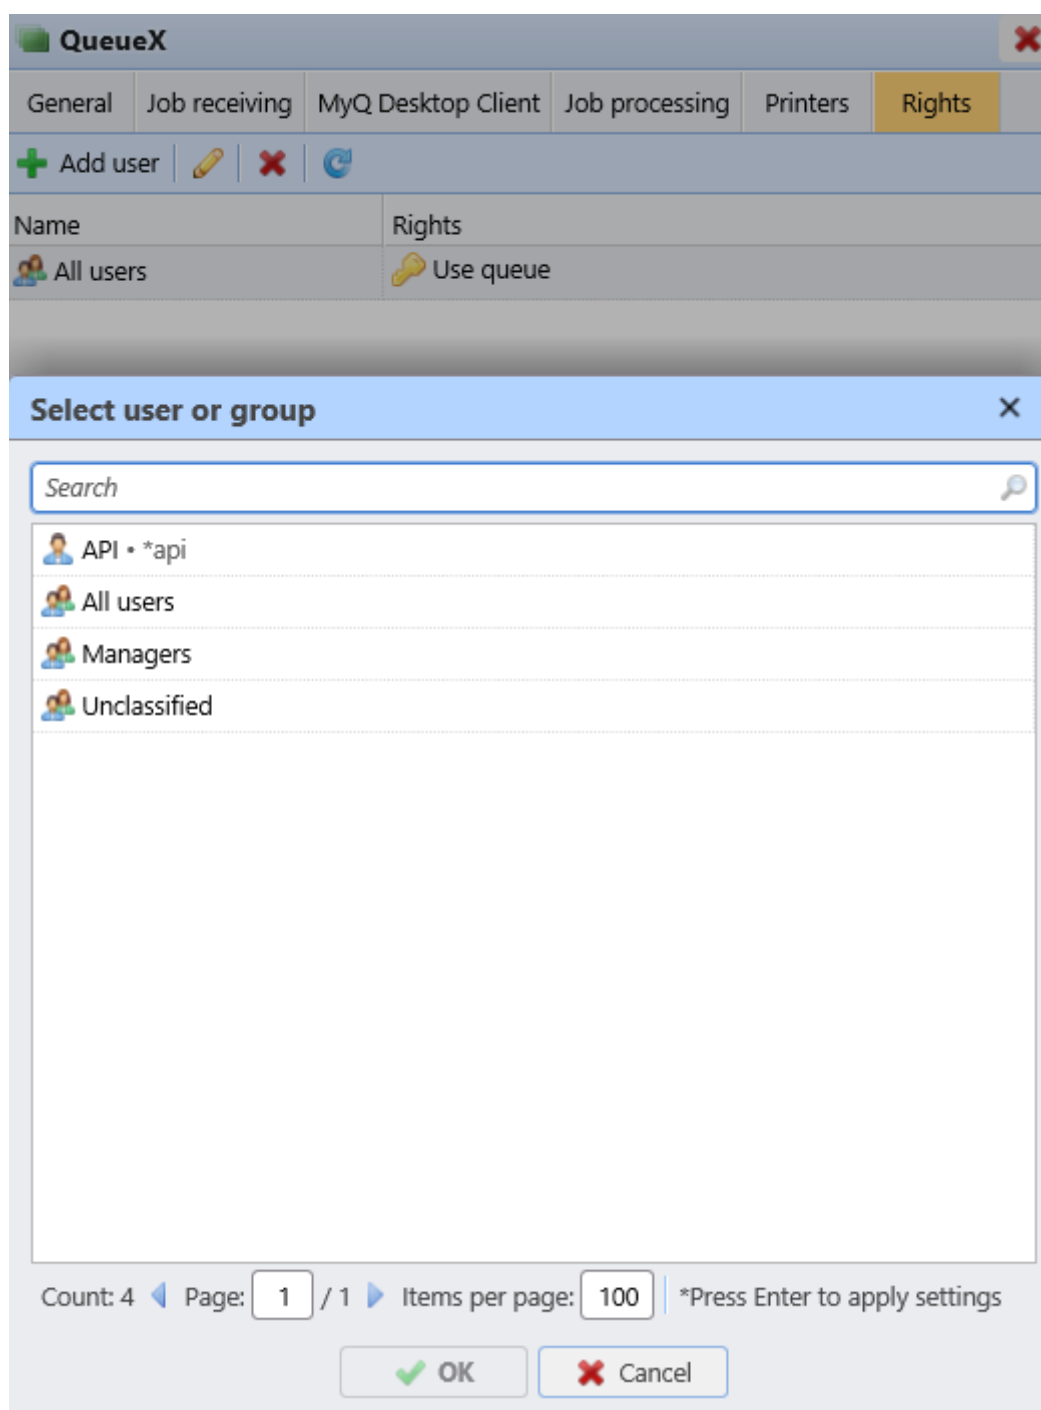 QueueX
General Job receiving MyQ Desktop Client Job processing Printers Rights
Add user
Name Rights
All users Use queue
Select user or group
Search
API • *api
All users
Managers
Unclassified
Count: 4 Page: 1 / 1 Items per page: 100 *Press Enter to apply settings
OK Cancel